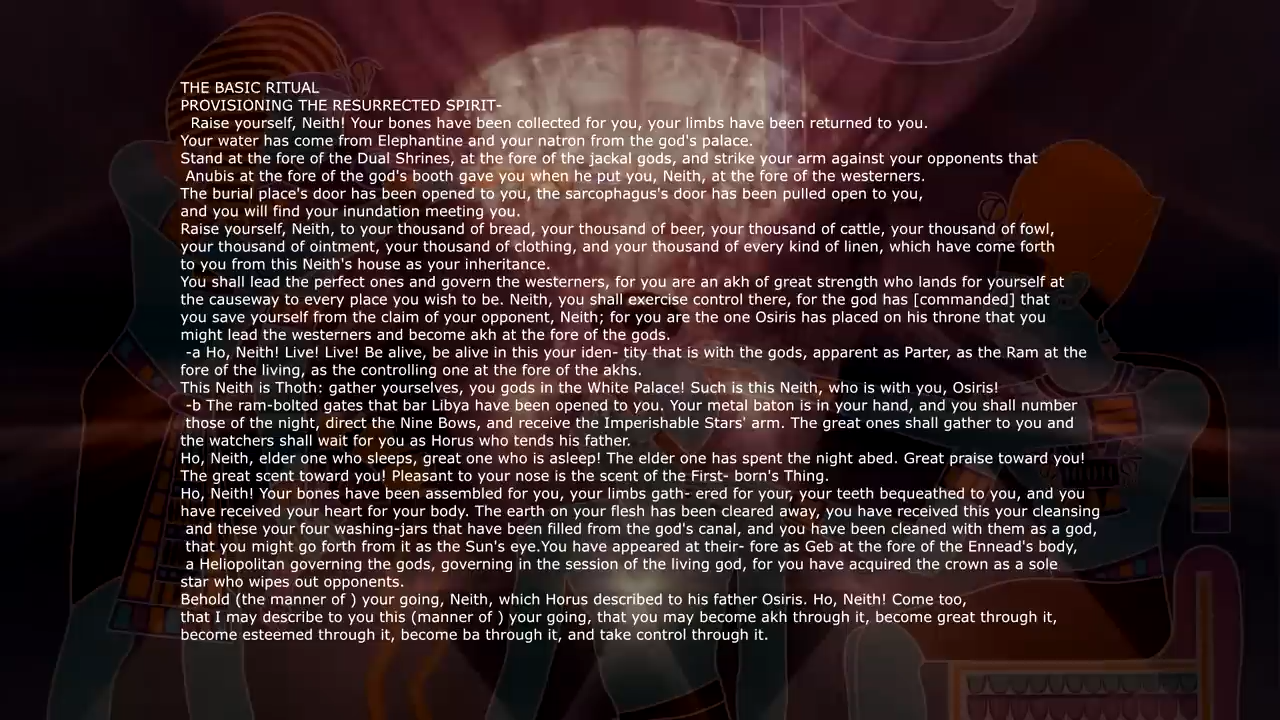 THE BASIC RITUAL
PROVISIONING THE RESURRECTED SPIRIT-
Raise yourself, Neith! Your bones have been collected for you, your limbs have been returned to you.
Your water has come from Elephantine and your natron from the god's palace.
Stand at the fore of the Dual Shrines, at the fore of the jackal gods, and strike your arm against your opponents that
Anubis at the fore of the god's booth gave you when he put you, Neith, at the fore of the westerners.
The burial place's door has been opened to you, the sarcophagus's door has been pulled open to you,
and you will find your inundation meeting you.
Raise yourself, Neith, to your thousand of bread, your thousand of beer, your thousand of cattle, your thousand of fowl,
your thousand of ointment, your thousand of clothing, and your thousand of every kind of linen, which have come forth
to you from this Neith's house as your inheritance.
You shall lead the perfect ones and govern the westerners, for you are an akh of great strength who lands for yourself at
the causeway to every place you wish to be. Neith, you shall exercise control there, for the god has [commanded] that
you save yourself from the claim of your opponent, Neith; for you are the one Osiris has placed on his throne that you
might lead the westerners and become akh at the fore of the gods.
-a Ho, Neith! Live! Live! Be alive, be alive in this your iden- tity that is with the gods, apparent as Parter, as the Ram at the
fore of the living, as the controlling one at the fore of the akhs.
This Neith is Thoth: gather yourselves, you gods in the White Palace! Such is this Neith, who is with you, Osiris!
-b The ram-bolted gates that bar Libya have been opened to you. Your metal baton is in your hand, and you shall number
those of the night, direct the Nine Bows, and receive the Imperishable Stars' arm. The great ones shall gather to you and
the watchers shall wait for you as Horus who tends his father.
Ho, Neith, elder one who sleeps, great one who is asleep! The elder one has spent the night abed. Great praise toward you!
The great scent toward you! Pleasant to your nose is the scent of the First- born's Thing.
Ho, Neith! Your bones have been assembled for you, your limbs gath- ered for your, your teeth bequeathed to you, and you
have received your heart for your body. The earth on your flesh has been cleared away, you have received this your cleansing
and these your four washing-jars that have been filled from the god's canal, and you have been cleaned with them as a god,
that you might go forth from it as the Sun's eye.You have appeared at their- fore as Geb at the fore of the Ennead's body,
a Heliopolitan governing the gods, governing in the session of the living god, for you have acquired the crown as a sole
star who wipes out opponents.
Behold (the manner of ) your going, Neith, which Horus described to his father Osiris. Ho, Neith! Come too,
that I may describe to you this (manner of ) your going, that you may become akh through it, become great through it,
become esteemed through it, become ba through it, and take control through it.